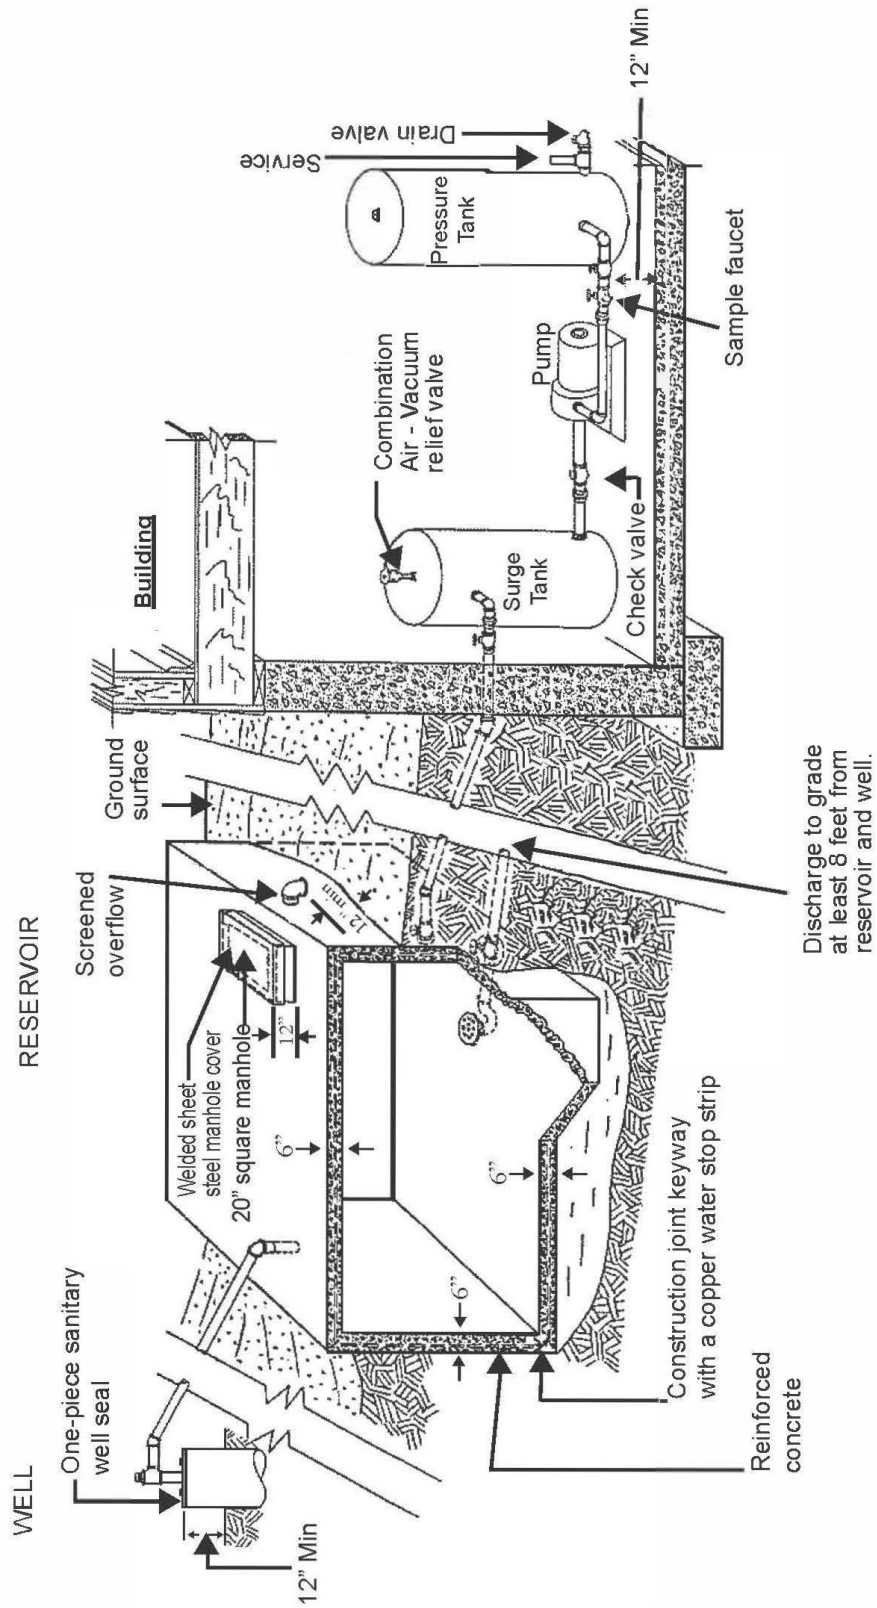 WELL
RESERVOIR
One-piece sanitary
well seal
12” Min
Welded sheet
steel manhole cover
20” square manhole
12”
Screened
overflow
12" min
Ground
surface
Building
6”
6”
6”
Combination
Air - Vacuum
relief valve
Surge
Tank
Pump
Pressure
Tank
Service
Drain valve
12” Min
Sample faucet
Check valve
Discharge to grade
at least 8 feet from
reservoir and well.
Construction joint keyway
with a copper water stop strip
Reinforced
concrete